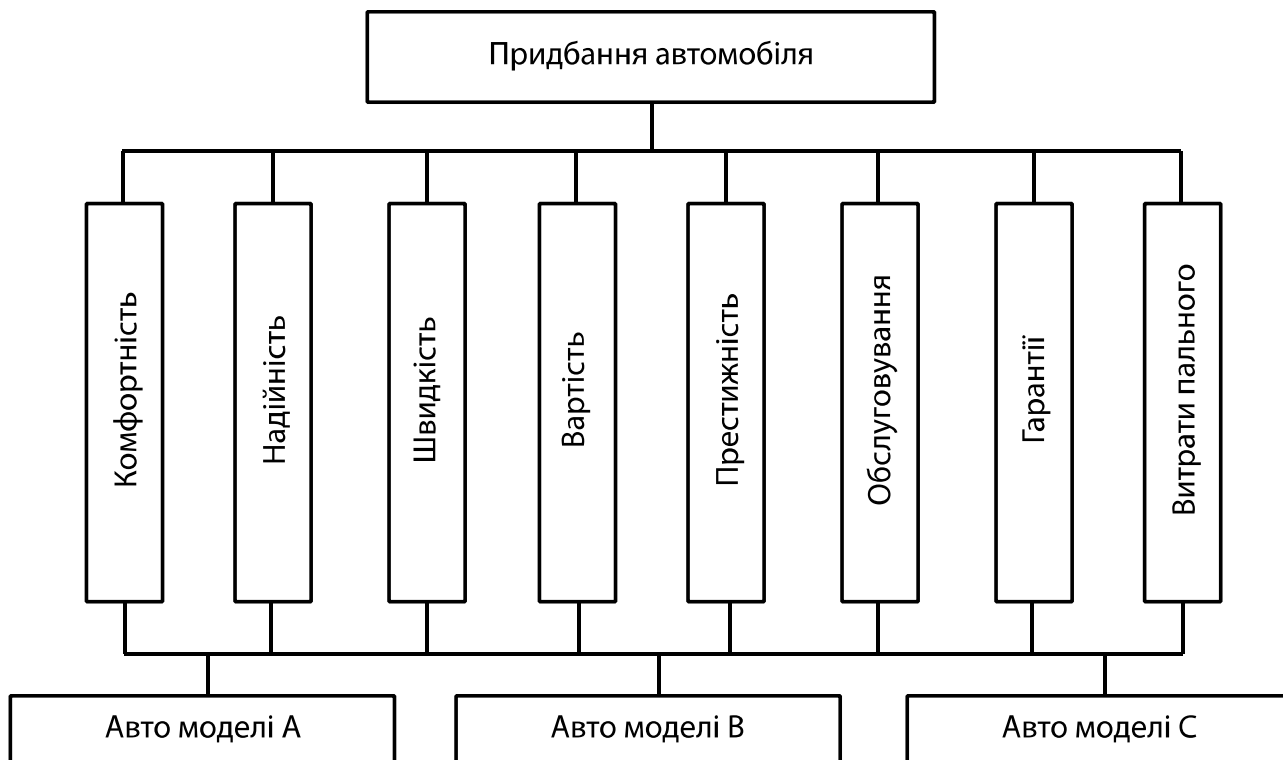 Придбання автомобіля
Комфортність
Надійність
Швидкість
Вартість
Престижність
Обслуговування
Гарантії
Витрати пального
Авто моделі А
Авто моделі В
Авто моделі С